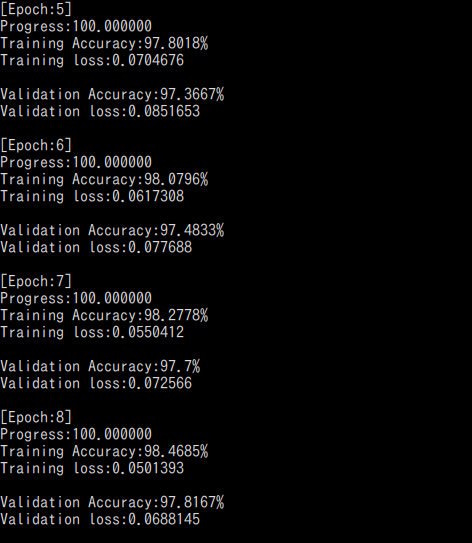 [Epoch:5]
Progress:100.000000
Training Accuracy:97.8018%
Training loss:0.0704676
Validation Accuracy:97.3667%
Validation loss:0.0851653
[Epoch:6]
Progress:100.000000
Training Accuracy:98.0796%
Training loss:0.0617308
Validation Accuracy:97.4833%
Validation loss:0.077688
[Epoch:7]
Progress:100.000000
Training Accuracy:98.2778%
Training loss:0.0550412
Validation Accuracy:97.7%
Validation loss:0.072566
[Epoch:8]
Progress:100.000000
Training Accuracy:98.4685%
Training loss:0.0501393
Validation Accuracy:97.8167%
Validation loss:0.0688145